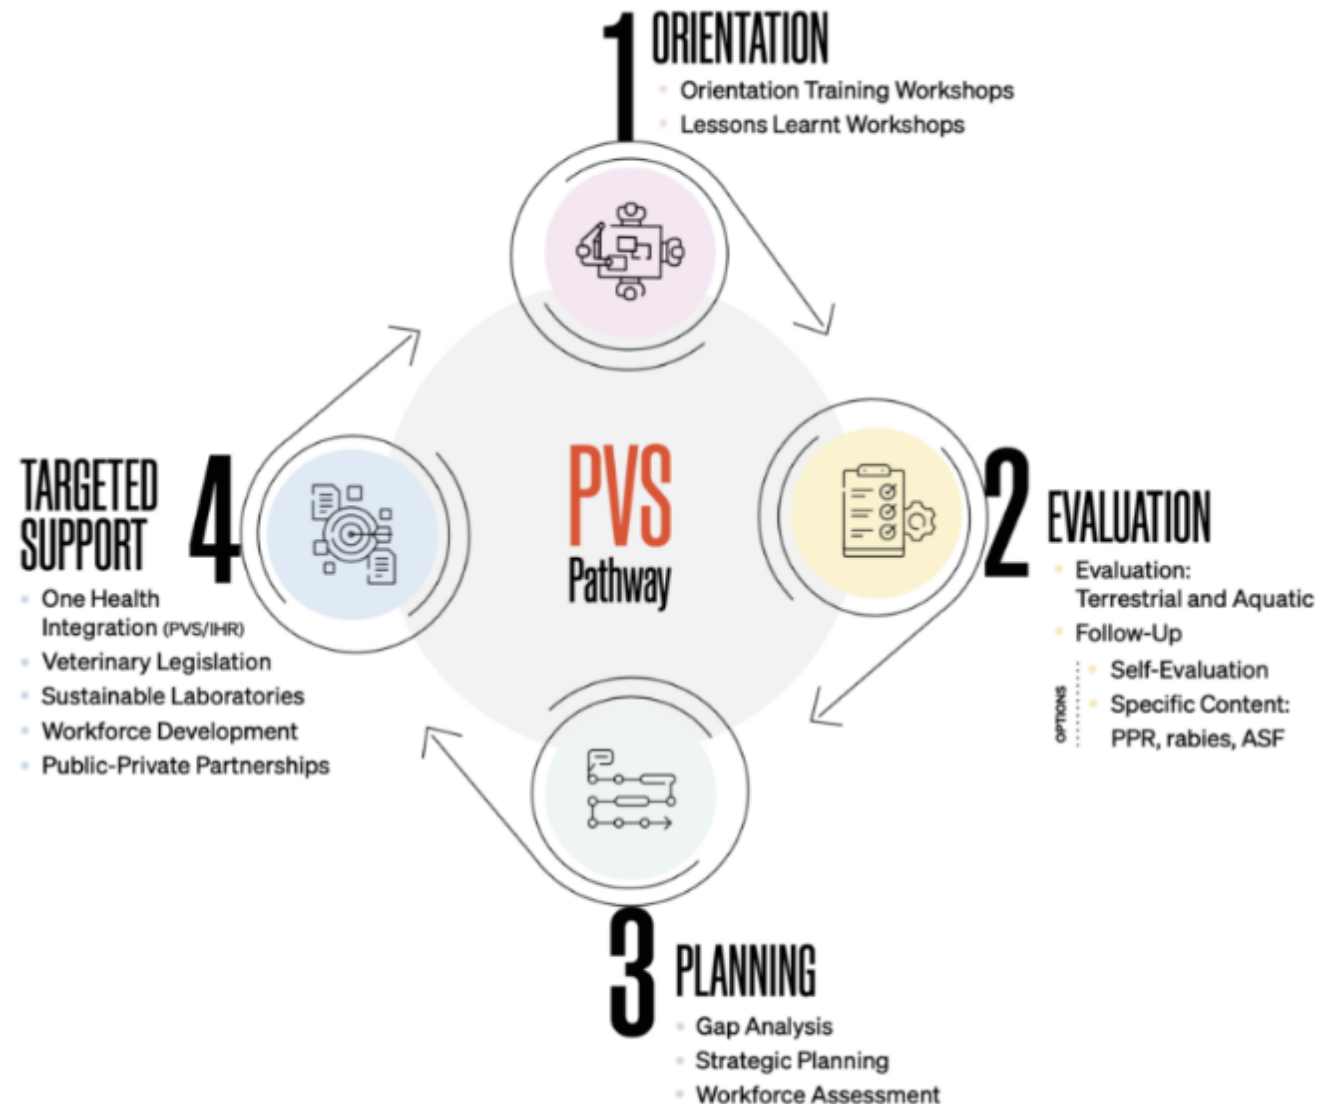 1
ORIENTATION
Orientation Training Workshops
Lessons Learnt Workshops
PVS
Pathway
2
EVALUATION
Evaluation:
Terrestrial and Aquatic
Follow-Up
OPTIONS
Self-Evaluation
Specific Content:
PPR, rabies, ASF
3
PLANNING
Gap Analysis
Strategic Planning
Workforce Assessment
4
TARGETED
SUPPORT
One Health
Integration (PVS/IHR)
Veterinary Legislation
Sustainable Laboratories
Workforce Development
Public-Private Partnerships